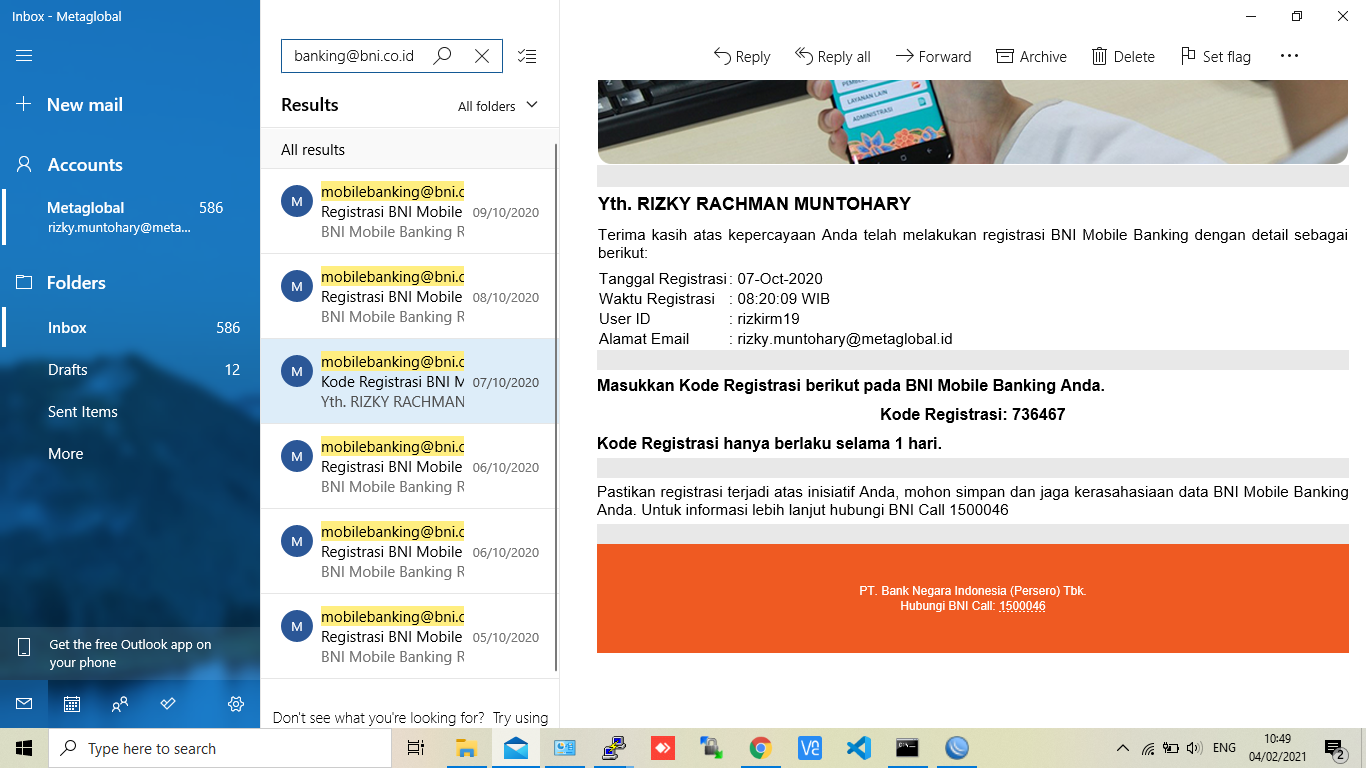 Inbox - Metaglobal
New mail
Accounts
Metaglobal 586
rizky.muntohary@meta...
Folders
Inbox 586
Drafts 12
Sent Items
More
Get the free Outlook app on
your phone
banking@bni.co.id
Results All folders
All results
M
mobilebanking@bni.c
Registrasi BNI Mobile 09/10/2020
BNI Mobile Banking R
M
mobilebanking@bni.c
Registrasi BNI Mobile 08/10/2020
BNI Mobile Banking R
M
mobilebanking@bni.c
Kode Registrasi BNI M 07/10/2020
Yth. RIZKY RACHMAN
M
mobilebanking@bni.c
Registrasi BNI Mobile 06/10/2020
BNI Mobile Banking R
M
mobilebanking@bni.c
Registrasi BNI Mobile 06/10/2020
BNI Mobile Banking R
M
mobilebanking@bni.c
Registrasi BNI Mobile 05/10/2020
BNI Mobile Banking R
Don't see what you're looking for? Try using
Reply Reply all Forward Archive Delete Set flag
LAYANAN LAIN
ADMINISTRASI
Yth. RIZKY RACHMAN MUNTOHARY
Terima kasih atas kepercayaan Anda telah melakukan registrasi BNI Mobile Banking dengan detail sebagai
berikut:
Tanggal Registrasi : 07-Oct-2020
Waktu Registrasi : 08:20:09 WIB
User ID : rizkirm19
Alamat Email : rizky.muntohary@metaglobal.id
Masukkan Kode Registrasi berikut pada BNI Mobile Banking Anda.
Kode Registrasi: 736467
Kode Registrasi hanya berlaku selama 1 hari.
Pastikan registrasi terjadi atas inisiatif Anda, mohon simpan dan jaga kerasahasiaan data BNI Mobile Banking
Anda. Untuk informasi lebih lanjut hubungi BNI Call 1500046
PT. Bank Negara Indonesia (Persero) Tbk.
Hubungi BNI Call: 1500046
Type here to search
ENG
10:49
04/02/2021
2